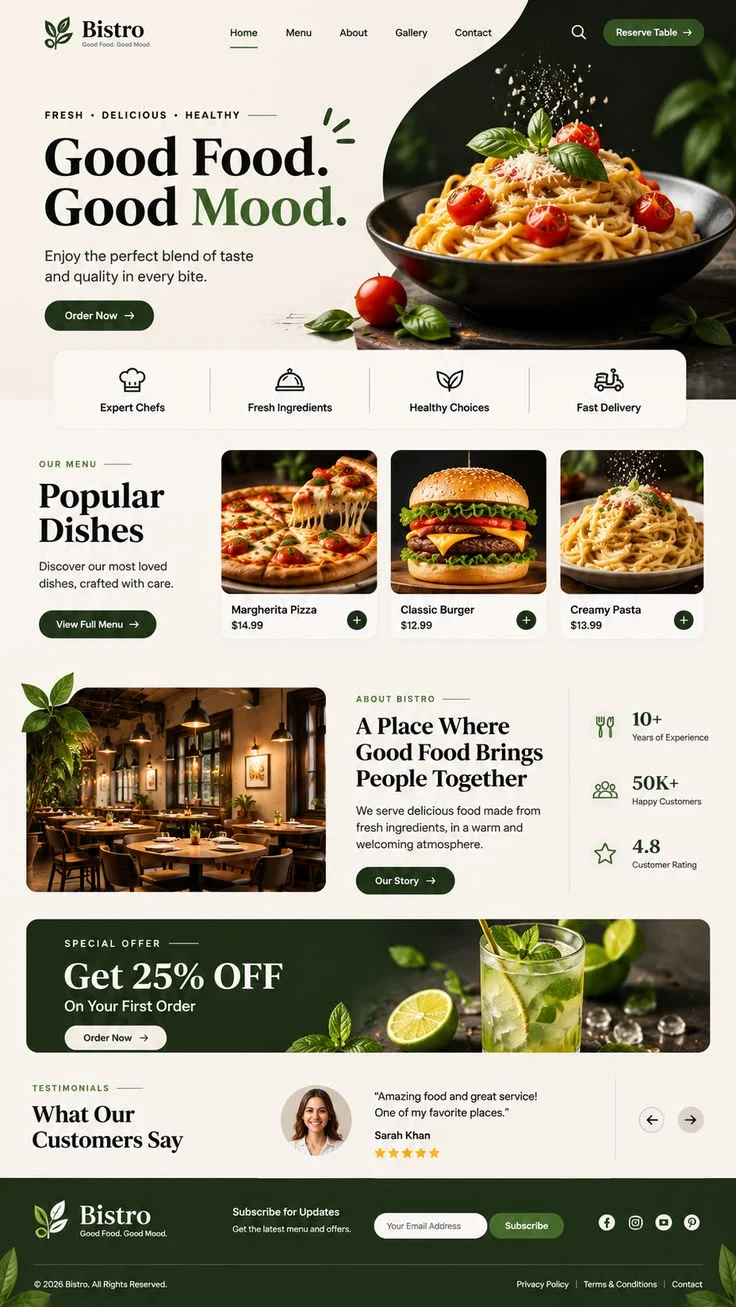 Bistro
Good Food. Good Mood.
Home
Menu
About
Gallery
Contact
Reserve Table →
FRESH • DELICIOUS • HEALTHY
Good Food.
Good Mood.
Enjoy the perfect blend of taste
and quality in every bite.
Order Now →
Expert Chefs
Fresh Ingredients
Healthy Choices
Fast Delivery
OUR MENU
Popular
Dishes
Discover our most loved
dishes, crafted with care.
View Full Menu →
Margherita Pizza
$14.99
Classic Burger
$12.99
Creamy Pasta
$13.99
ABOUT BISTRO
A Place Where
Good Food Brings
People Together
We serve delicious food made from
fresh ingredients, in a warm and
welcoming atmosphere.
Our Story →
10+
Years of Experience
50K+
Happy Customers
4.8
Customer Rating
SPECIAL OFFER
Get 25% OFF
On Your First Order
Order Now →
TESTIMONIALS
What Our
Customers Say
“Amazing food and great service!
One of my favorite places.”
Sarah Khan
Bistro
Good Food. Good Mood.
Subscribe for Updates
Get the latest menu and offers.
Your Email Address
Subscribe
© 2026 Bistro. All Rights Reserved.
Privacy Policy | Terms & Conditions | Contact